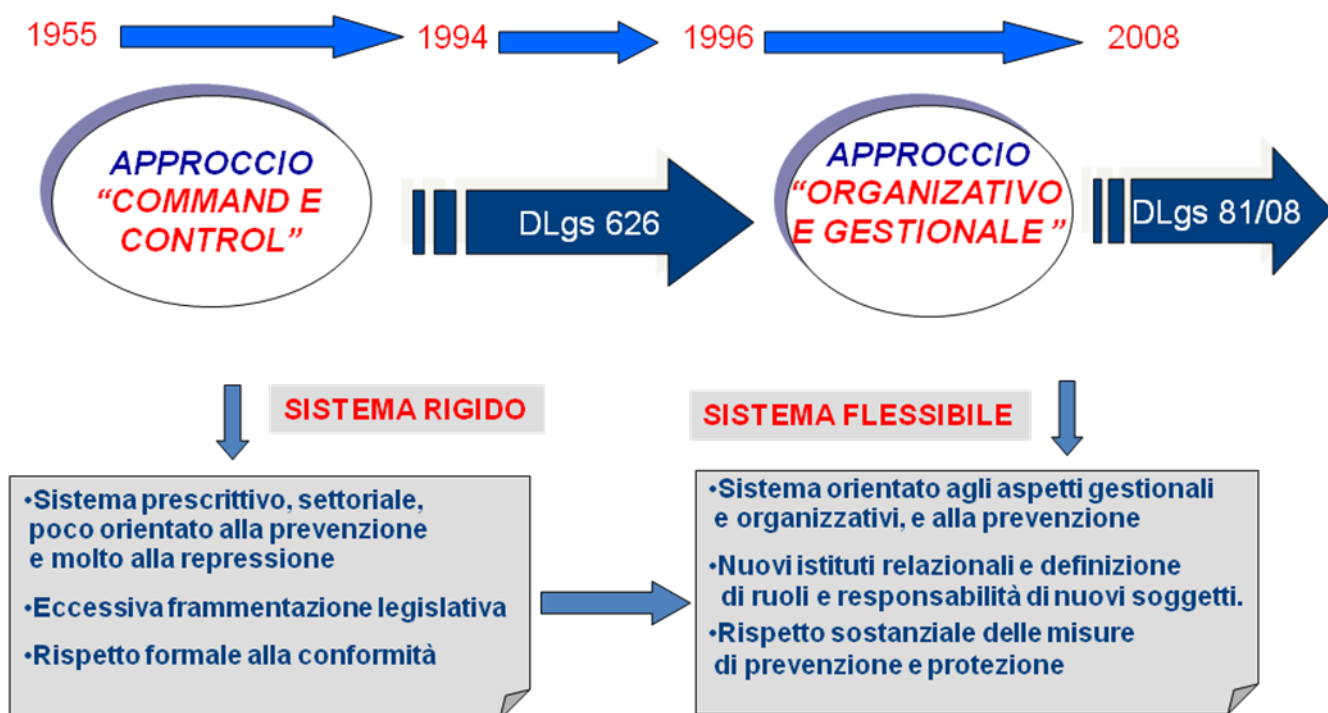 1955
1994
1996
2008
APPROCCIO
“COMMAND E
CONTROL”
DLgs 626
APPROCCIO
“ORGANIZATIVO
E GESTIONALE ”
DLgs 81/08
SISTEMA RIGIDO
SISTEMA FLESSIBILE
•Sistema prescrittivo, settoriale,
poco orientato alla prevenzione
e molto alla repressione
•Eccessiva frammentazione legislativa
•Rispetto formale alla conformità
•Sistema orientato agli aspetti gestionali
e organizzativi, e alla prevenzione
•Nuovi istituti relazionali e definizione
di ruoli e responsabilità di nuovi soggetti.
•Rispetto sostanziale delle misure
di prevenzione e protezione